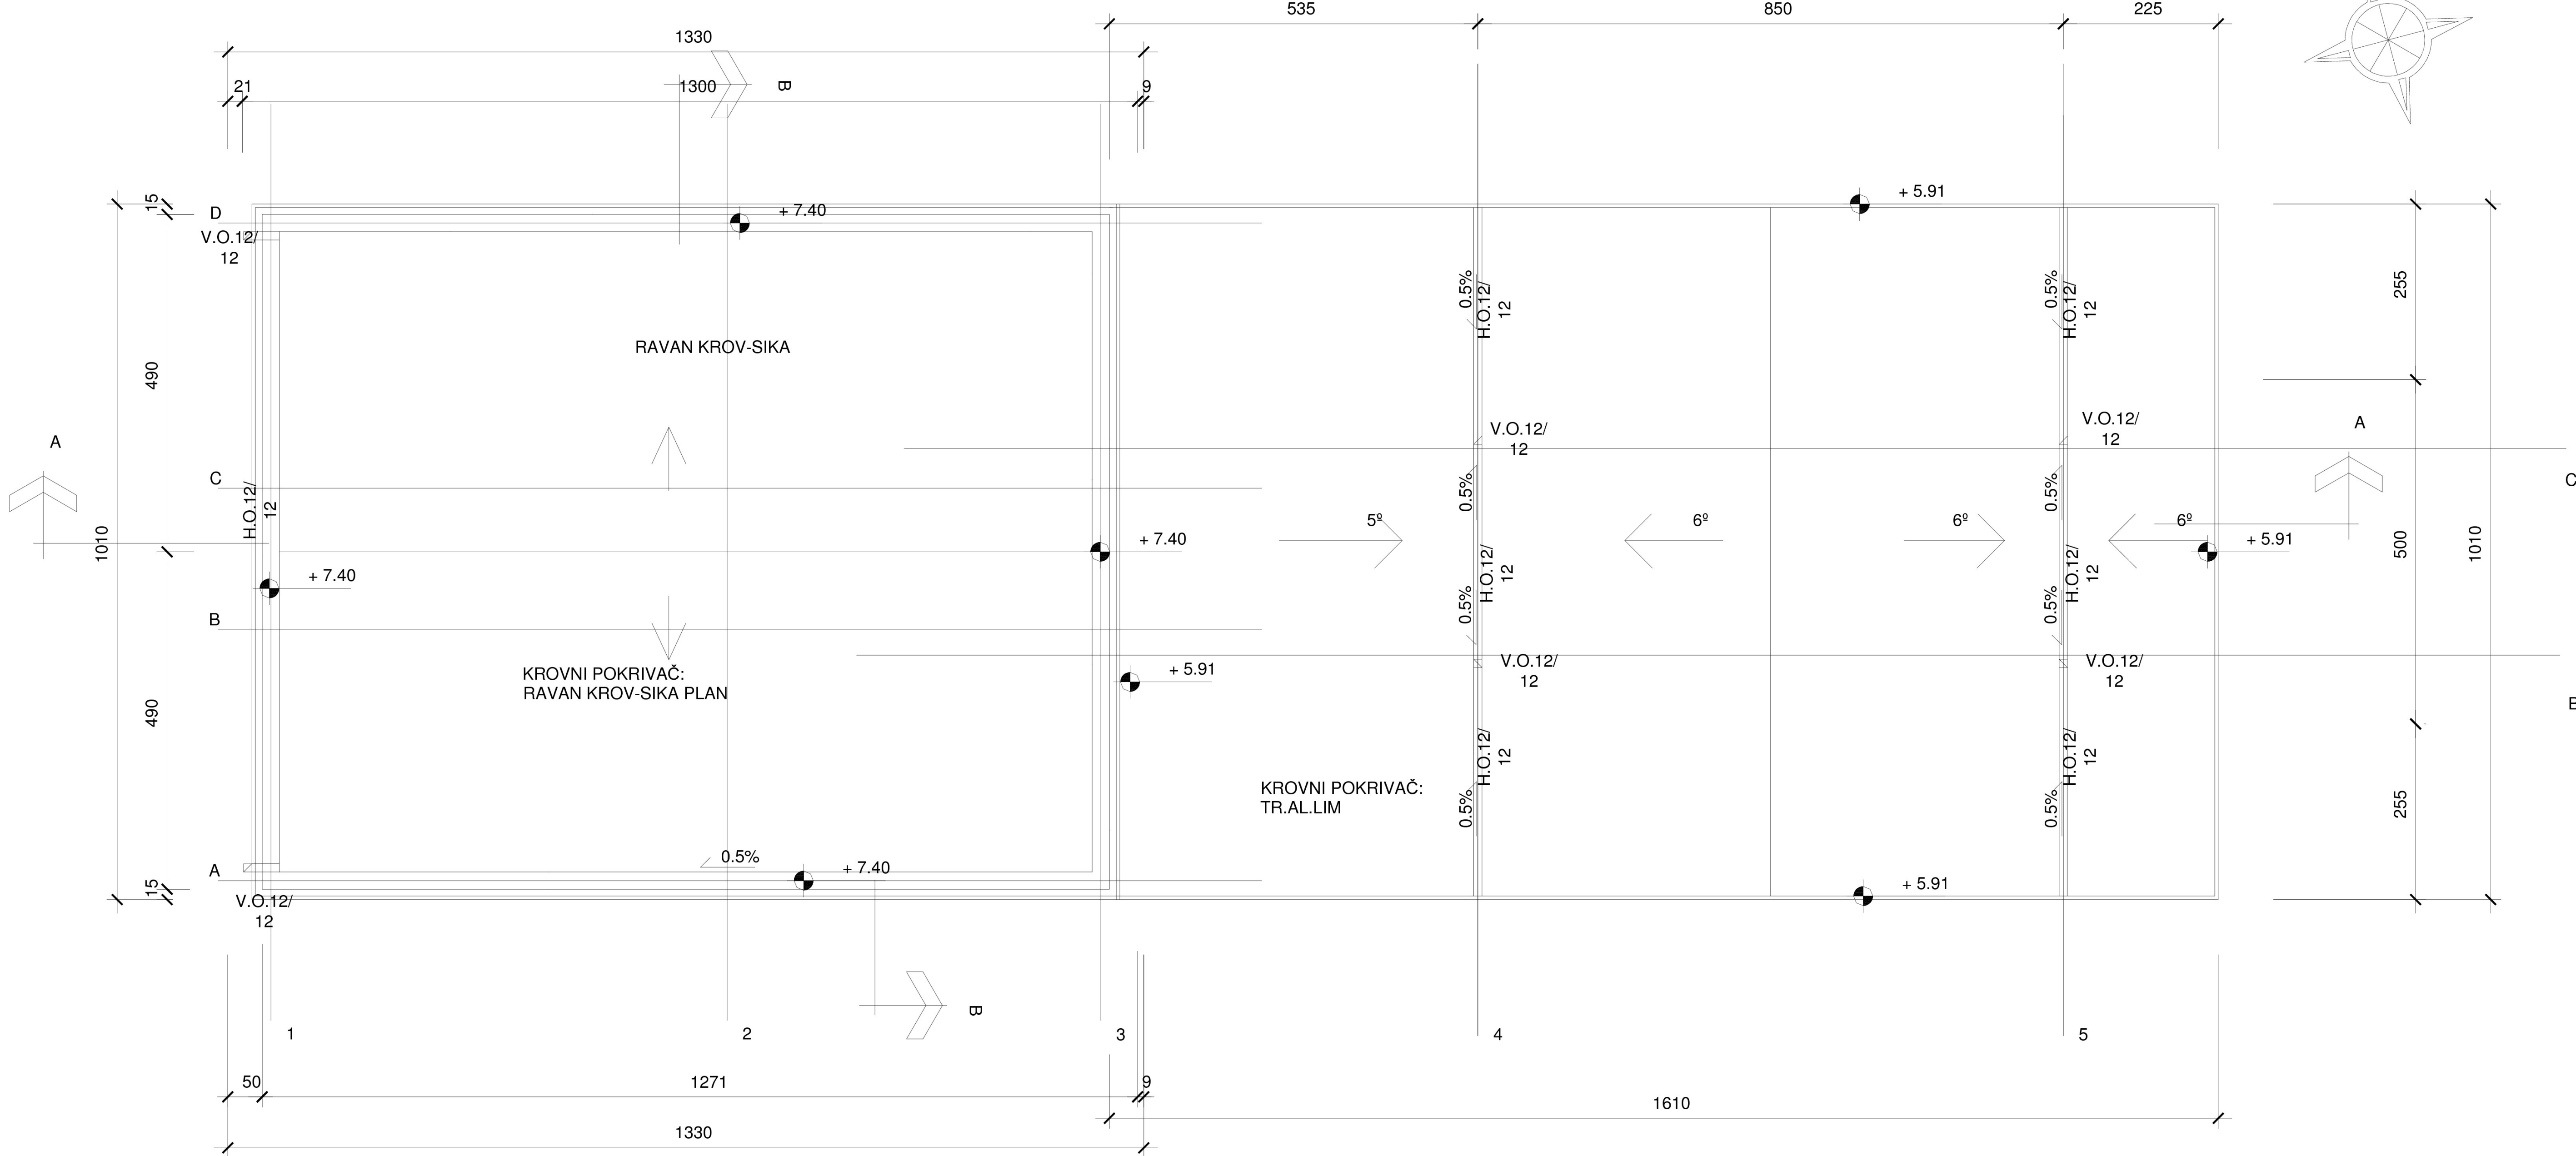 535
850
225
1330
21
1300
9
B
15
D
V.O.12/
12
+ 7.40
+ 5.91
0.5%
H.O.12/
12
0.5%
H.O.12/
12
255
490
RAVAN KROV-SIKA
V.O.12/
12
V.O.12/
12
A
A
C
H.O.12/
12
0.5%
0.5%
C
1010
5º
6º
6º
6º
+ 7.40
+ 5.91
500
1010
+ 7.40
H.O.12/
12
H.O.12/
12
0.5%
0.5%
B
490
KROVNI POKRIVAČ:
RAVAN KROV-SIKA PLAN
+ 5.91
V.O.12/
12
V.O.12/
12
H.O.12/
12
H.O.12/
12
KROVNI POKRIVAČ:
TR.AL.LIM
0.5%
0.5%
255
A
15
0.5%
+ 7.40
+ 5.91
V.O.12/
12
B
1
2
3
4
5
50
1271
9
1610
1330